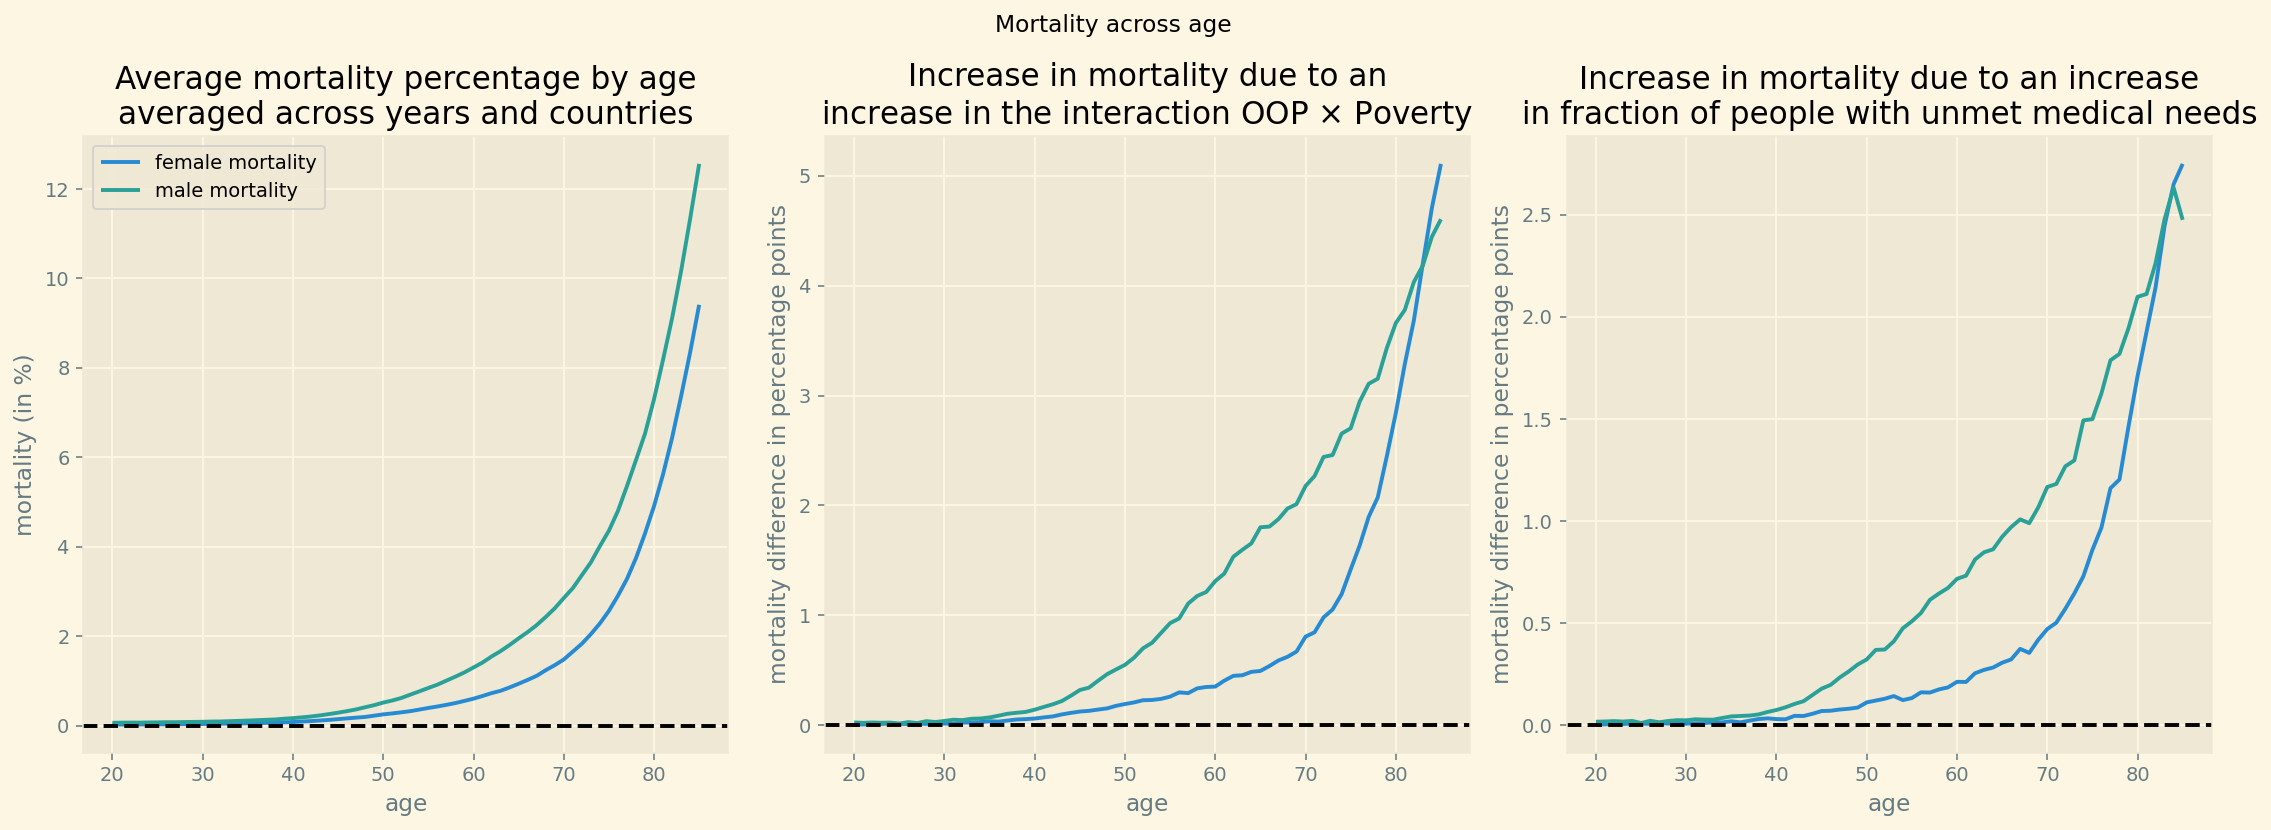 Mortality across age
Average mortality percentage by age
averaged across years and countries
female mortality
male mortality
mortality (in %)
12
10
8
6
4
2
0
20 30 40 50 60 70 80
age
Increase in mortality due to an
increase in the interaction OOP × Poverty
mortality difference in percentage points
5
4
3
2
1
0
20 30 40 50 60 70 80
age
Increase in mortality due to an increase
in fraction of people with unmet medical needs
mortality difference in percentage points
2.5
2.0
1.5
1.0
0.5
0.0
20 30 40 50 60 70 80
age